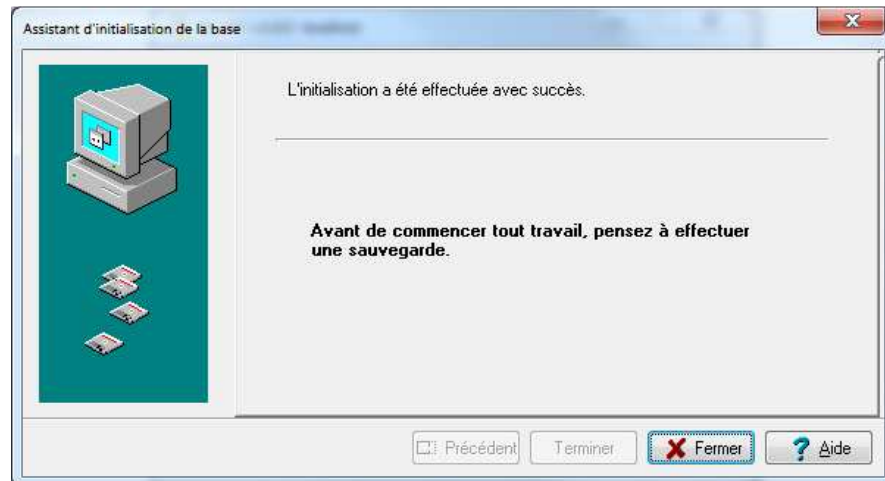 Assistant d'initialisation de la base
L'initialisation a été effectuée avec succès.
Avant de commencer tout travail, pensez à effectuer
une sauvegarde.
Précédent
Terminer
Fermer
Aide